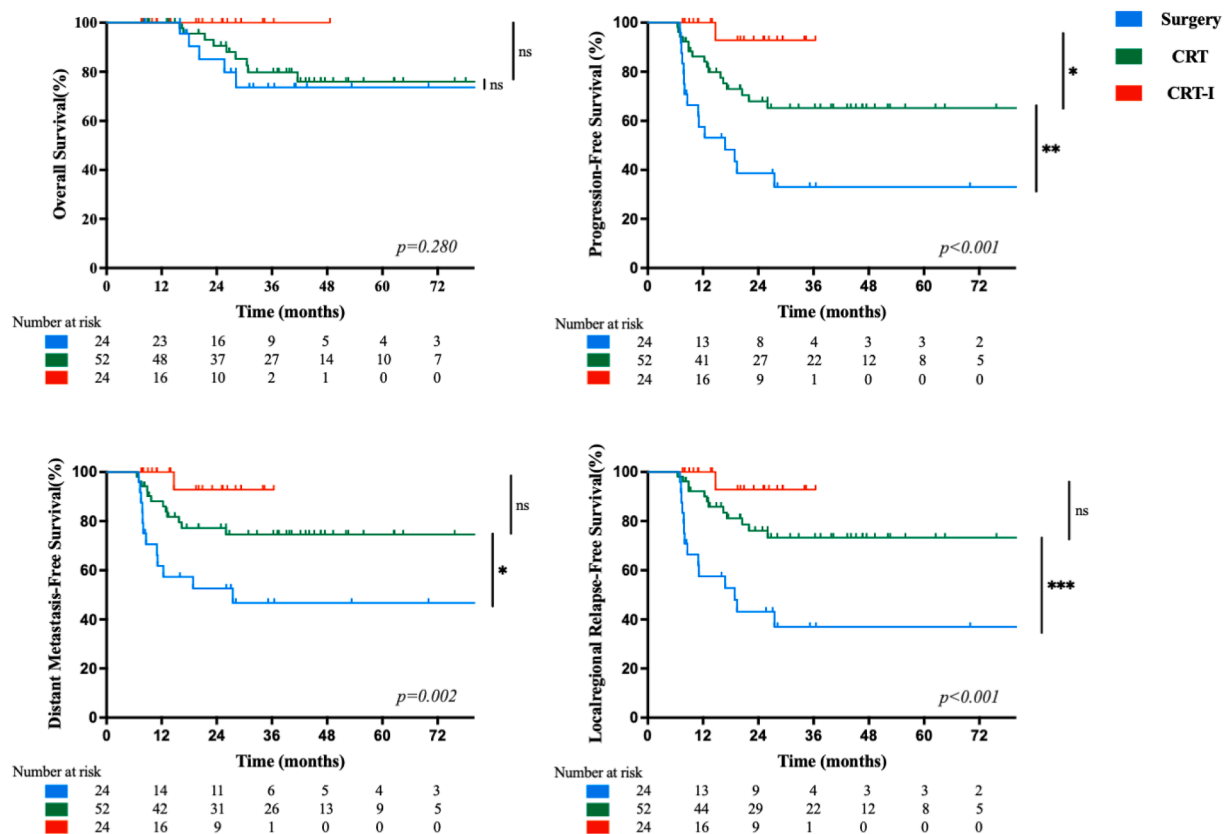 Surgery
CRT
CRT-I
Overall Survival(%)
100
80
60
40
20
0
ns
ns
p=0.280
0 12 24 36 48 60 72
Time (months)
Number at risk
24 23 16 9 5 4 3
52 48 37 27 14 10 7
24 16 10 2 1 0 0
Progression-Free Survival (%)
100
80
60
40
20
0
*
**
p<0.001
0 12 24 36 48 60 72
Time (months)
Number at risk
24 13 8 4 3 3 2
52 41 27 22 12 8 5
24 16 9 1 0 0 0
Distant Metastasis-Free Survival(%)
100
80
60
40
20
0
ns
*
p=0.002
0 12 24 36 48 60 72
Time (months)
Number at risk
24 14 11 6 5 4 3
52 42 31 26 13 9 5
24 16 9 1 0 0 0
Localregional Relapse-Free Survival(%)
100
80
60
40
20
0
ns
***
p<0.001
0 12 24 36 48 60 72
Time (months)
Number at risk
24 13 9 4 3 3 2
52 44 29 22 12 8 5
24 16 9 1 0 0 0